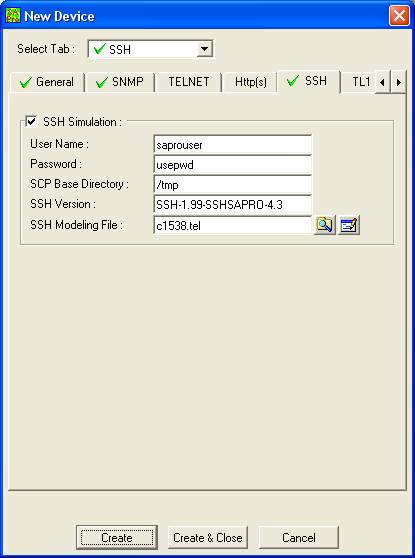 New Device
Select Tab : SSH
General SNMP TELNET Http(s) SSH TL1
SSH Simulation :
User Name : saprouser
Password : usepwd
SCP Base Directory : /tmp
SSH Version : SSH-1.99-SSHSAPRO-4.3
SSH Modeling File : c1538.tel
Create Create & Close Cancel